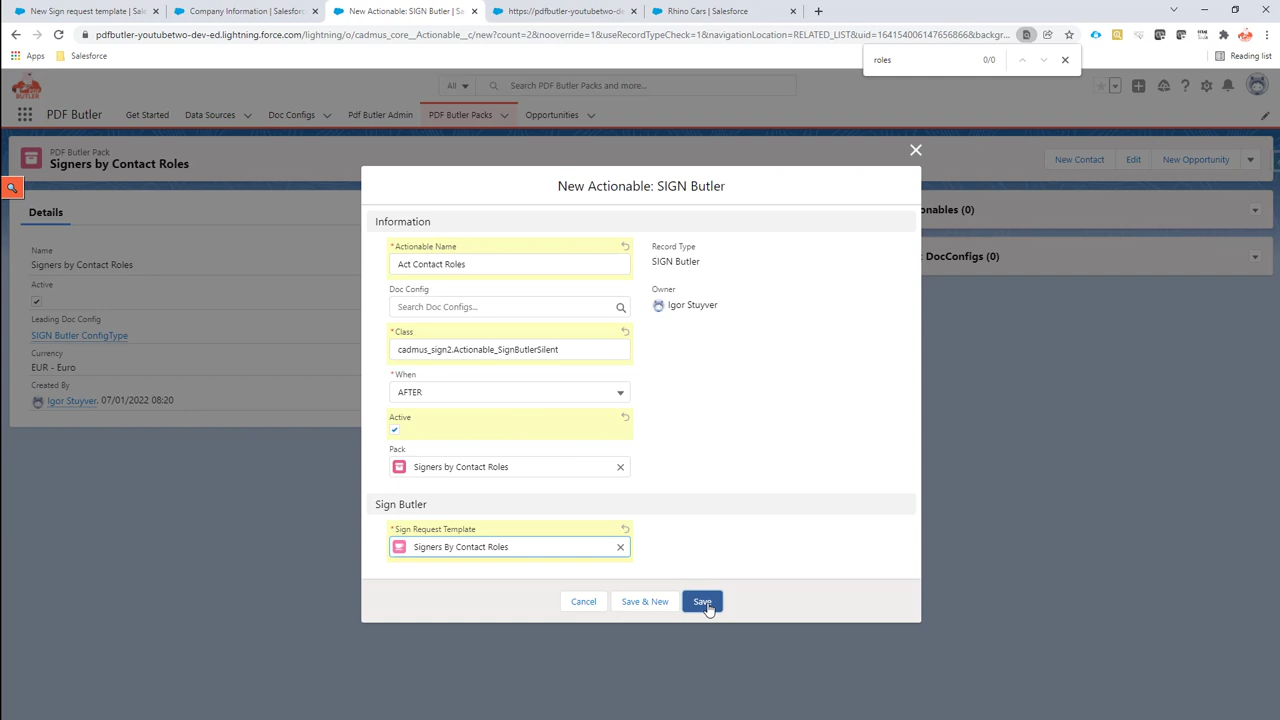 New Sign request template | Sale
Company Information | Salesforc
New Actionable: SIGN Butler | Sa
https://pdfbutler-youtubetwo-de
Rhino Cars | Salesforce
pdfbutler-youtubetwo-dev-ed.lightning.force.com/lightning/o/cadmus_core__Actionable__c/new?count=2&nooverride=1&useRecordTypeCheck=1&navigationLocation=RELATED_LIST&uid=164154006147656866&backgr...
Apps
Salesforce
Reading list
roles
0/0
PDF BUTLER
All
Search PDF Butler Packs and more...
PDF Butler
Get Started
Data Sources
Doc Configs
Pdf Butler Admin
PDF Butler Packs
Opportunities
PDF Butler Pack
Signers by Contact Roles
New Contact
Edit
New Opportunity
Details
Name
Signers by Contact Roles
Active
Leading Doc Config
SIGN Butler ConfigType
Currency
EUR - Euro
Created By
Igor Stuyver, 07/01/2022 08:20
onables (0)
DocConfigs (0)
New Actionable: SIGN Butler
Information
*Actionable Name
Act Contact Roles
Record Type
SIGN Butler
Doc Config
Search Doc Configs...
Owner
Igor Stuyver
*Class
cadmus_sign2.Actionable_SignButlerSilent
*When
AFTER
Active
Pack
Signers by Contact Roles
Sign Butler
*Sign Request Template
Signers By Contact Roles
Cancel
Save & New
Save